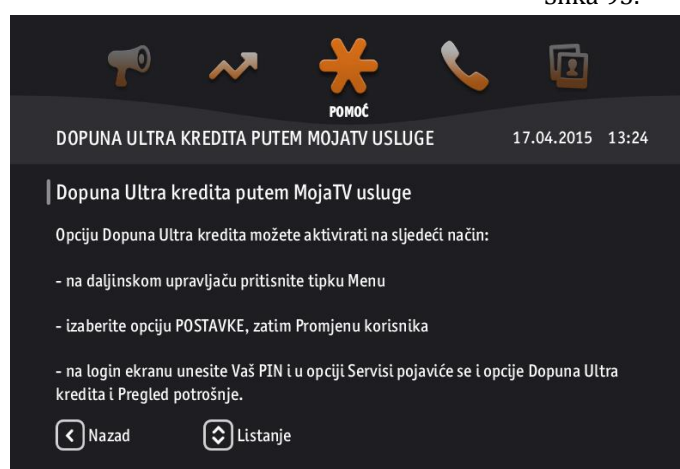 POMOĆ
DOPUNA ULTRA KREDITA PUTEM MOJATV USLUGE 17.04.2015 13:24
Dopuna Ultra kredita putem MojaTV usluge
Opciju Dopuna Ultra kredita možete aktivirati na sljedeći način:
- na daljinskom upravljaču pritisnite tipku Menu
- izaberite opciju POSTAVKE, zatim Promjenu korisnika
- na login ekranu unesite Vaš PIN i u opciji Servisi pojaviće se i opcije Dopuna Ultra
kredita i Pregled potrošnje.
Nazad Listanje